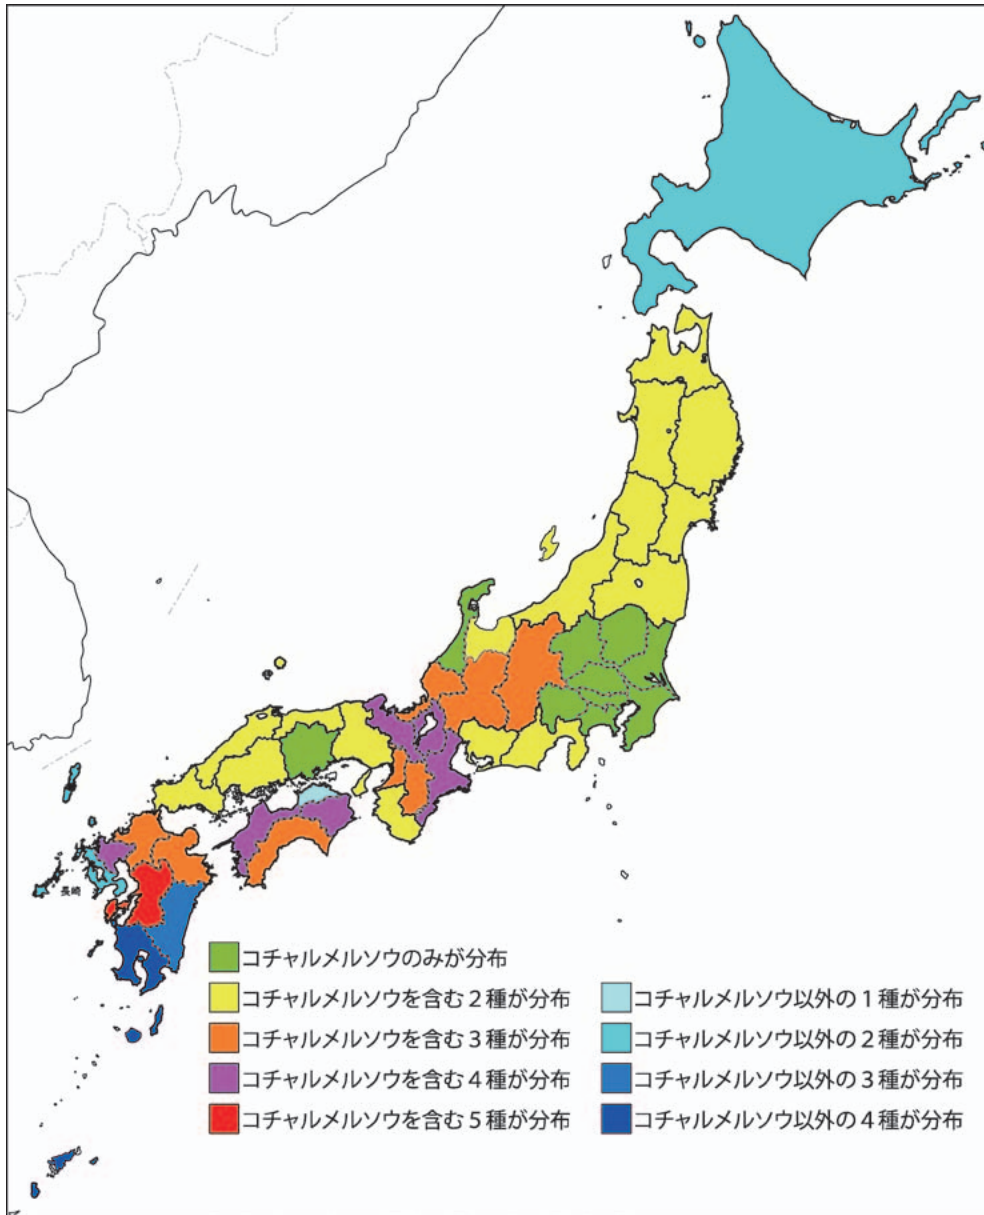 長崎
コチャルメルソウのみが分布
コチャルメルソウを含む2種が分布
コチャルメルソウを含む3種が分布
コチャルメルソウを含む4種が分布
コチャルメルソウを含む5種が分布
コチャルメルソウ以外の1種が分布
コチャルメルソウ以外の2種が分布
コチャルメルソウ以外の3種が分布
コチャルメルソウ以外の4種が分布